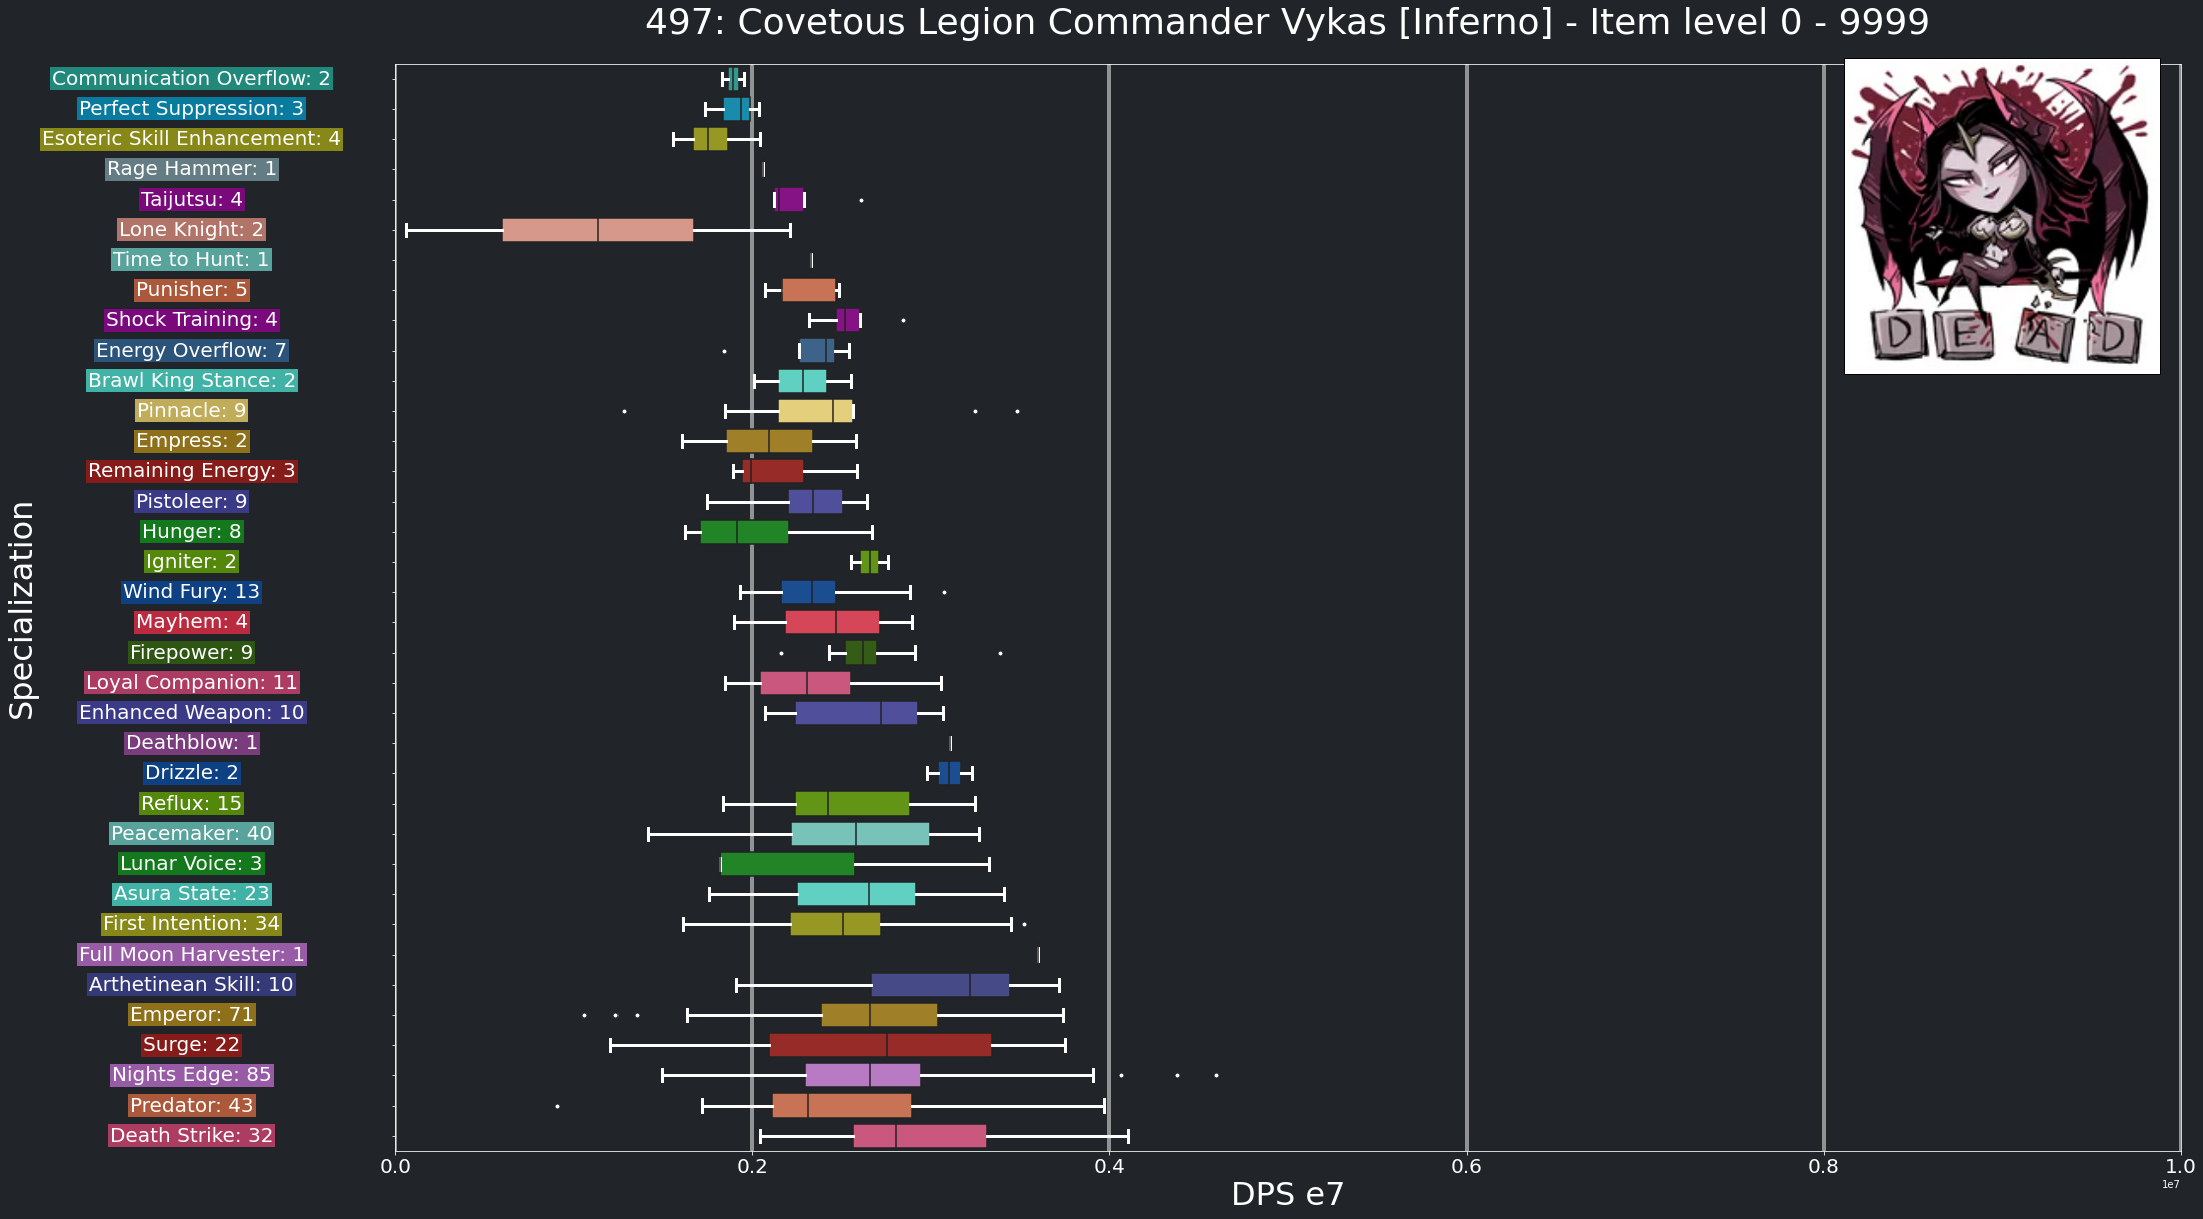 497: Covetous Legion Commander Vykas [Inferno] - Item level 0 - 9999
Communication Overflow: 2
Perfect Suppression: 3
Esoteric Skill Enhancement: 4
Rage Hammer: 1
Taijutsu: 4
Lone Knight: 2
Time to Hunt: 1
Punisher: 5
Shock Training: 4
Energy Overflow: 7
Brawl King Stance: 2
Pinnacle: 9
Empress: 2
Remaining Energy: 3
Pistoleer: 9
Hunger: 8
Igniter: 2
Wind Fury: 13
Mayhem: 4
Firepower: 9
Loyal Companion: 11
Enhanced Weapon: 10
Deathblow: 1
Drizzle: 2
Reflux: 15
Peacemaker: 40
Lunar Voice: 3
Asura State: 23
First Intention: 34
Full Moon Harvester: 1
Arthetinean Skill: 10
Emperor: 71
Surge: 22
Nights Edge: 85
Predator: 43
Death Strike: 32
Specialization
DEAD
0.0 0.2 0.4 0.6 0.8 1.0
1e7
DPS e7